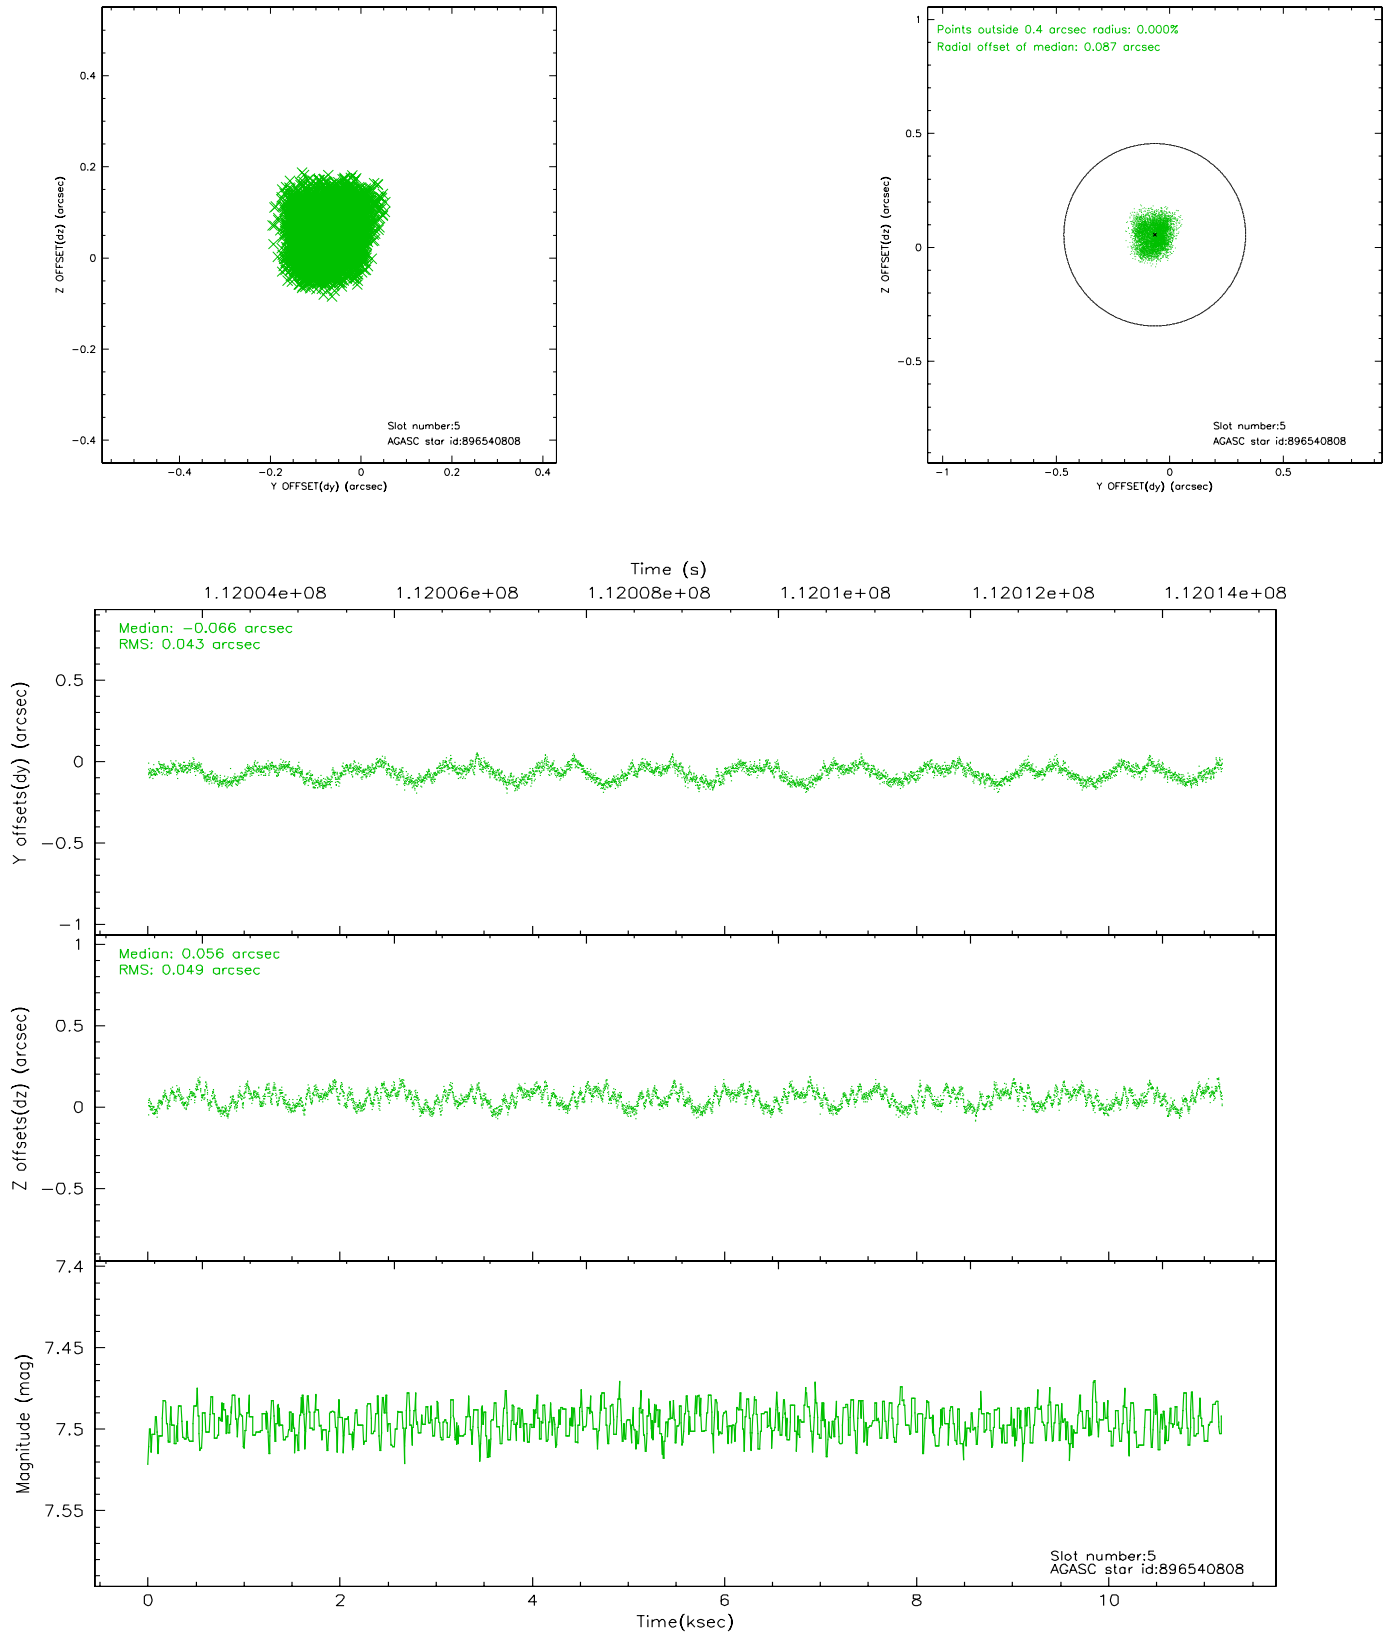 0.4
0.2
0
−0.2
−0.4
Z OFFSET(dz) (arcsec)
Slot number:5
AGASC star id:896540808
−0.4 −0.2 0 0.2 0.4
Y OFFSET(dy) (arcsec)
Points outside 0.4 arcsec radius: 0.000%
Radial offset of median: 0.087 arcsec
1
0.5
0
−0.5
Z OFFSET(dz) (arcsec)
Slot number:5
AGASC star id:896540808
−1 −0.5 0 0.5
Y OFFSET(dy) (arcsec)
Time (s)
1.12004e+08 1.12006e+08 1.12008e+08 1.1201e+08 1.12012e+08 1.12014e+08
Median: −0.066 arcsec
RMS: 0.043 arcsec
0.5
0
−0.5
−1
Y offsets(dy) (arcsec)
Median: 0.056 arcsec
RMS: 0.049 arcsec
1
0.5
0
−0.5
Z offsets(dz) (arcsec)
7.4
7.45
7.5
7.55
Magnitude (mag)
Slot number:5
AGASC star id:896540808
0 2 4 6 8 10
Time(ksec)